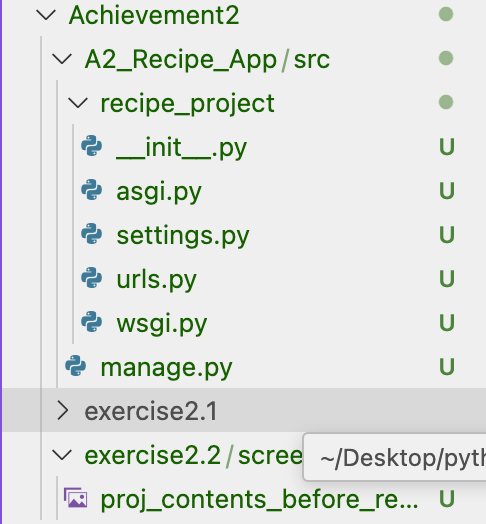 Achievement2
A2_Recipe_App/src
recipe_project
__init__.py U
asgi.py U
settings.py U
urls.py U
wsgi.py U
manage.py U
exercise2.1
exercise2.2/scree
~/Desktop/pyth
proj_contents_before_re... U